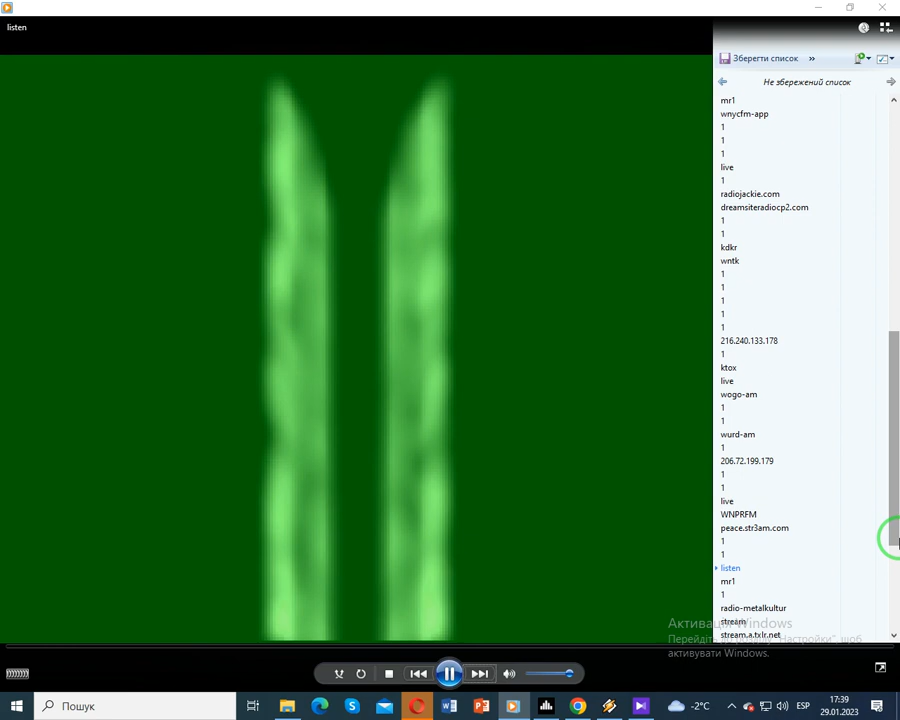 listen
Зберегти список »
Не збережений список
mr1
wnycfm-app
1
1
1
live
1
radiojackie.com
dreamsiteradiocp2.com
1
1
kdkr
wntk
1
1
1
1
1
216.240.133.178
1
ktox
live
wogo-am
1
1
wurd-am
1
206.72.199.179
1
1
live
WNPRFM
peace.str3am.com
1
1
listen
mr1
1
radio-metalkultur
stream
stream.a.txlr.net
Активація Windows
Перейдіть до розділу "Настройки", щоб
активувати Windows.
Пошук
-2°C
ESP
17:39
29.01.2023